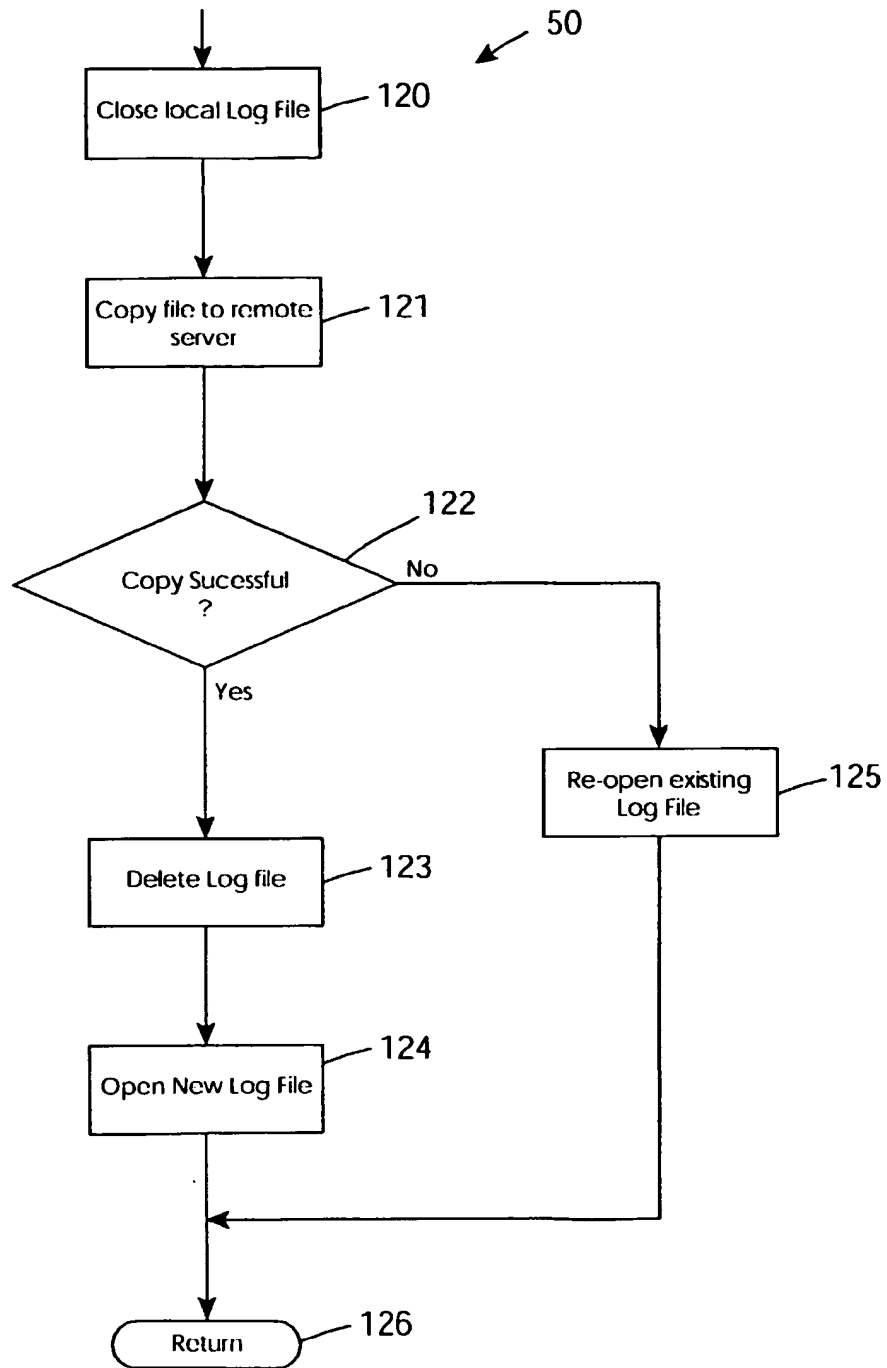 50
Close local Log File
120
Copy file to remote
server
121
122
Copy Sucessful
?
No
Yes
Re-open existing
Log File
125
Delete Log file
123
124
Open New Log File
Return
126